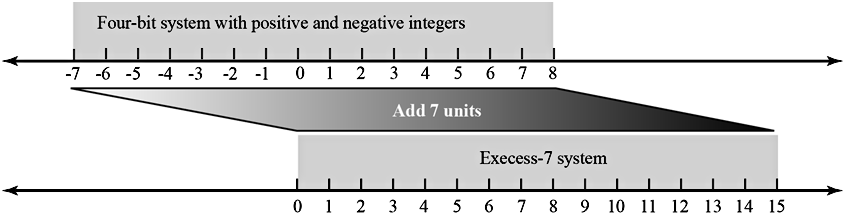 Four-bit system with positive and negative integers
-7 -6 -5 -4 -3 -2 -1 0 1 2 3 4 5 6 7 8
Add 7 units
Execess-7 system
0 1 2 3 4 5 6 7 8 9 10 11 12 13 14 15